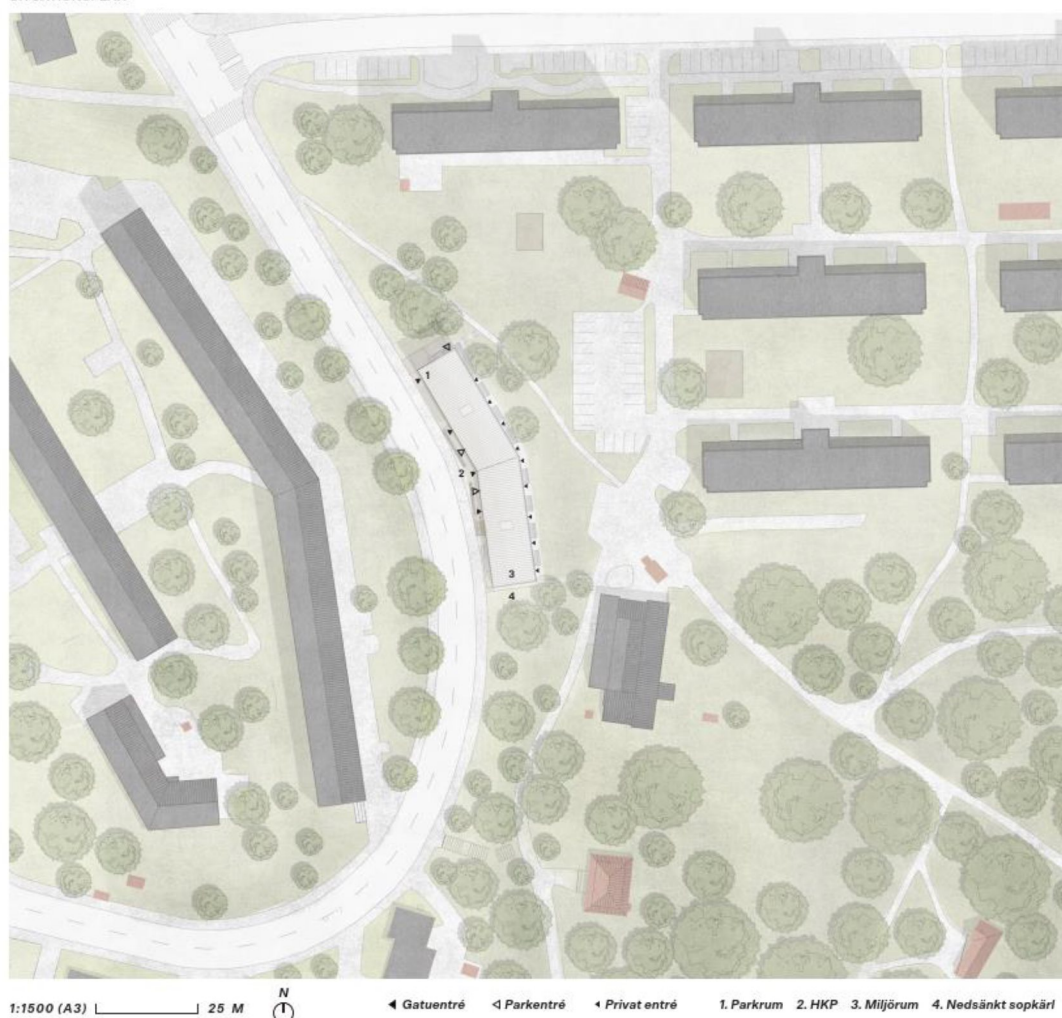 1
2
3
4
1:1500 (A3) 25 M
N
Gatuentré Parkentré Privat entré 1. Parkrum 2. HKP 3. Miljörum 4. Nedsänkt sopkärl